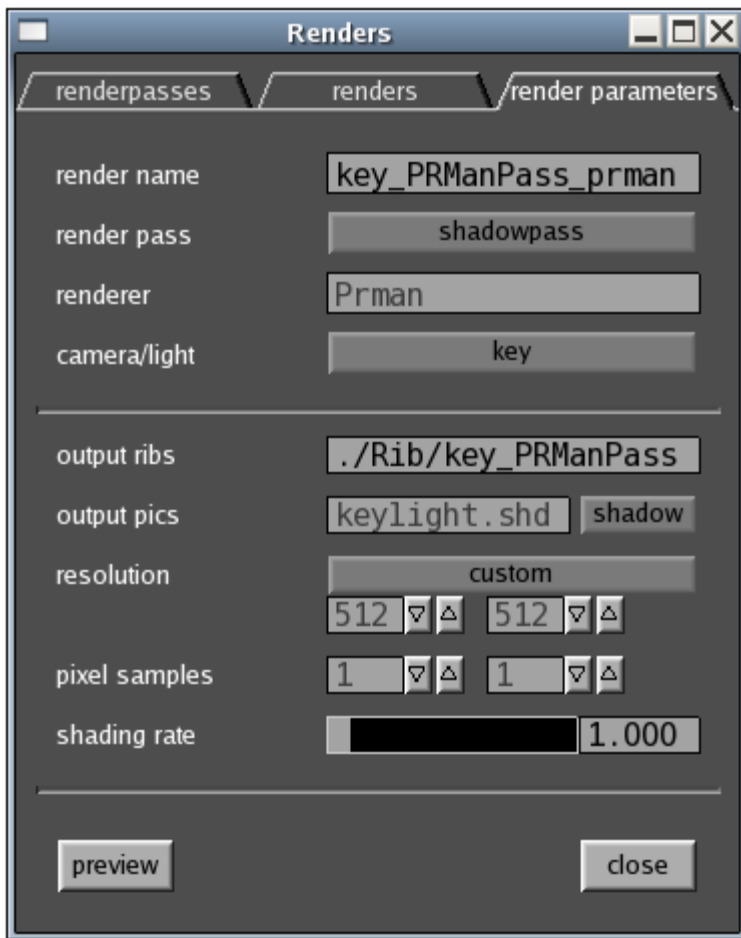 Renders
renderpasses renders render parameters
render name key_PRManPass_prman
render pass shadowpass
renderer Prman
camera/light key
output ribs ./Rib/key_PRManPass
output pics keylight.shd shadow
resolution custom
512 512
pixel samples 1 1
shading rate 1.000
preview close